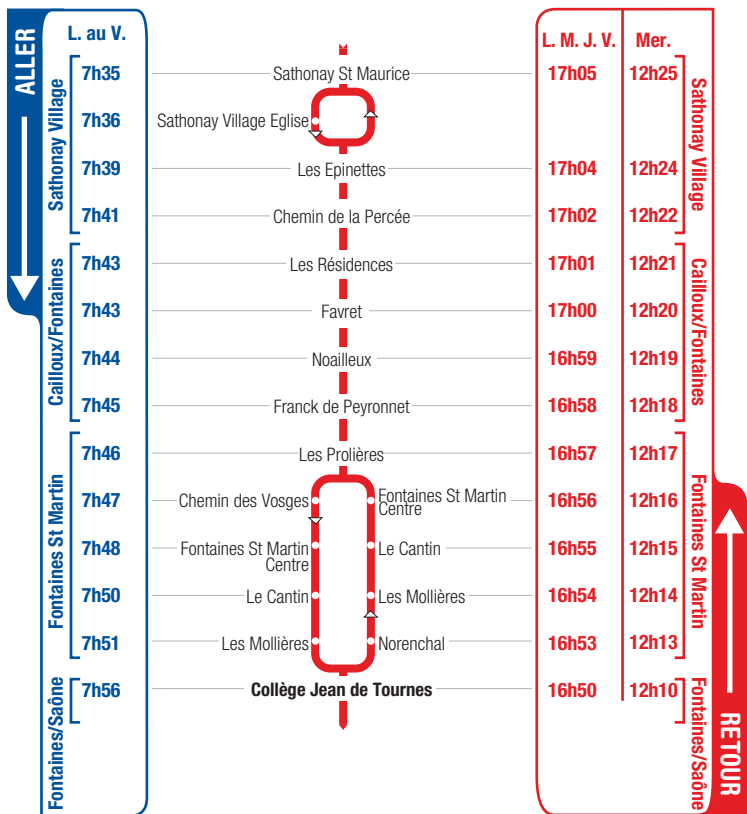 ALLER
L. au V.
L. M. J. V. Mer.
Sathonay Village
7h35 Sathonay St Maurice 17h05 12h25
7h36 Sathonay Village Eglise
7h39 Les Epinettes 17h04 12h24
7h41 Chemin de la Percée 17h02 12h22
Sathonay Village
Cailloux/Fontaines
7h43 Les Résidences 17h01 12h21
7h43 Favret 17h00 12h20
7h44 Noailleux 16h59 12h19
7h45 Franck de Peyronnet 16h58 12h18
Cailloux/Fontaines
Fontaines St Martin
7h46 Les Prolières 16h57 12h17
7h47 Chemin des Vosges Fontaines St Martin
Centre 16h56 12h16
7h48 Fontaines St Martin
Centre Le Cantin 16h55 12h15
7h50 Le Cantin Les Mollières 16h54 12h14
7h51 Les Mollières Norenchal 16h53 12h13
Fontaines St Martin
Fontaines/Saône
7h56 Collège Jean de Tournes 16h50 12h10
Fontaines/Saône
RETOUR